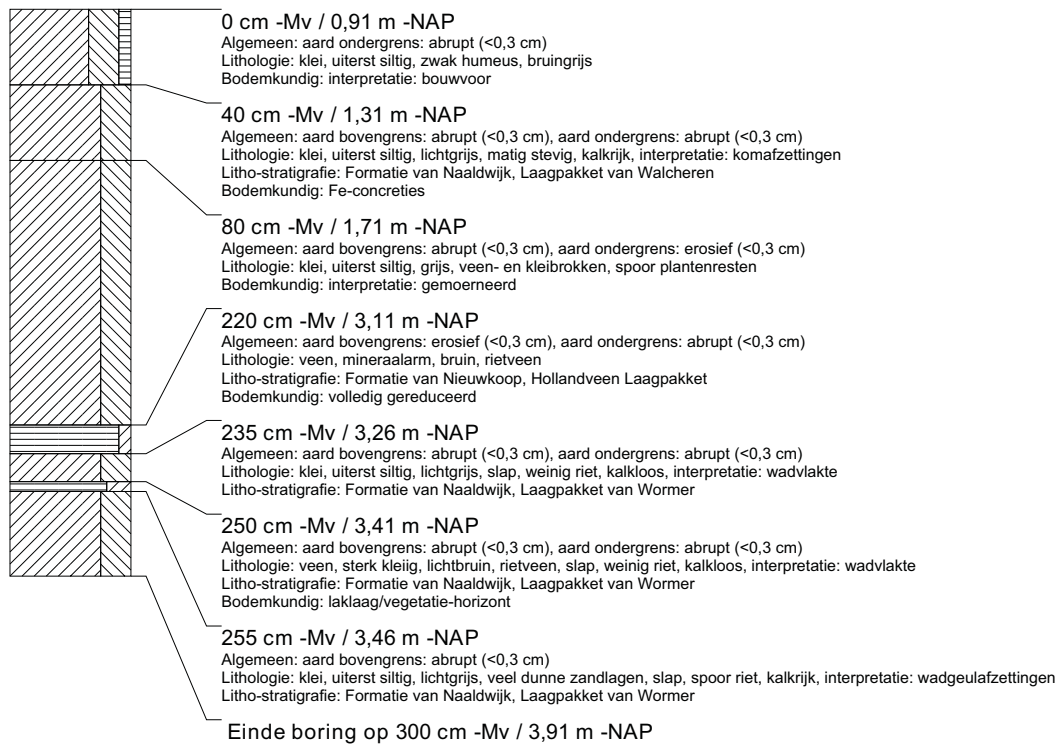 0 cm -Mv / 0,91 m -NAP
Algemeen: aard ondergrens: abrupt (<0,3 cm)
Lithologie: klei, uiterst siltig, zwak humeus, bruingrijs
Bodemkundig: interpretatie: bouwvoor
40 cm -Mv / 1,31 m -NAP
Algemeen: aard bovengrens: abrupt (<0,3 cm), aard ondergrens: abrupt (<0,3 cm)
Lithologie: klei, uiterst siltig, lichtgrijs, matig stevig, kalkrijk, interpretatie: komafzettingen
Litho-stratigrafie: Formatie van Naaldwijk, Laagpakket van Walcheren
Bodemkundig: Fe-concreties
80 cm -Mv / 1,71 m -NAP
Algemeen: aard bovengrens: abrupt (<0,3 cm), aard ondergrens: erosief (<0,3 cm)
Lithologie: klei, uiterst siltig, grijs, veen- en kleibrokken, spoor plantenresten
Bodemkundig: interpretatie: gemoerneerd
220 cm -Mv / 3,11 m -NAP
Algemeen: aard bovengrens: erosief (<0,3 cm), aard ondergrens: abrupt (<0,3 cm)
Lithologie: veen, mineraalarm, bruin, rietveen
Litho-stratigrafie: Formatie van Nieuwkoop, Hollandveen Laagpakket
Bodemkundig: volledig gereduceerd
235 cm -Mv / 3,26 m -NAP
Algemeen: aard bovengrens: abrupt (<0,3 cm), aard ondergrens: abrupt (<0,3 cm)
Lithologie: klei, uiterst siltig, lichtgrijs, slap, weinig riet, kalkloos, interpretatie: wadvlakte
Litho-stratigrafie: Formatie van Naaldwijk, Laagpakket van Wormer
250 cm -Mv / 3,41 m -NAP
Algemeen: aard bovengrens: abrupt (<0,3 cm), aard ondergrens: abrupt (<0,3 cm)
Lithologie: veen, sterk kleiig, lichtbruin, rietveen, slap, weinig riet, kalkloos, interpretatie: wadvlakte
Litho-stratigrafie: Formatie van Naaldwijk, Laagpakket van Wormer
Bodemkundig: laklaag/vegetatie-horizont
255 cm -Mv / 3,46 m -NAP
Algemeen: aard bovengrens: abrupt (<0,3 cm)
Lithologie: klei, uiterst siltig, lichtgrijs, veel dunne zandlagen, slap, spoor riet, kalkrijk, interpretatie: wadgeulafzettingen
Litho-stratigrafie: Formatie van Naaldwijk, Laagpakket van Wormer
Einde boring op 300 cm -Mv / 3,91 m -NAP